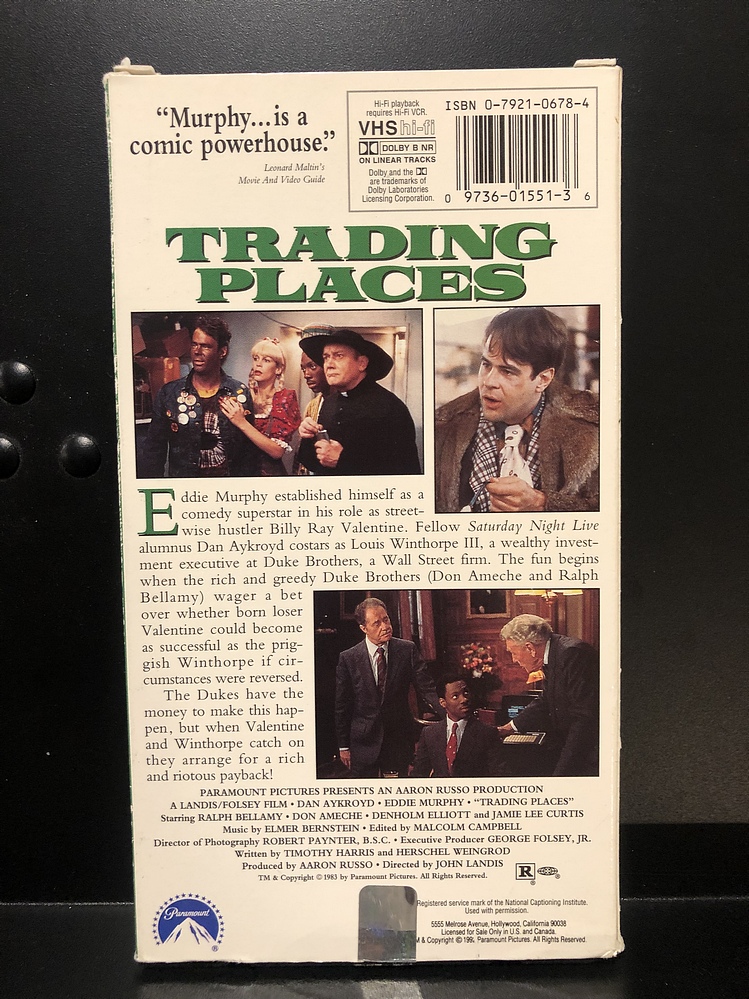 “Murphy...is a
comic powerhouse.”
Leonard Maltin's
Movie And Video Guide
Hi-Fi playback
requires Hi-Fi VCR.
VHS hi-fi
DOLBY B NR
ON LINEAR TRACKS
Dolby and the
are trademarks of
Dolby Laboratories
Licensing Corporation.
ISBN 0-7921-0678-4
0 9736-01551-3 6
TRADING
PLACES
Eddie Murphy established himself as a
comedy superstar in his role as street-
wise hustler Billy Ray Valentine. Fellow Saturday Night Live
alumnus Dan Aykroyd costars as Louis Winthorpe III, a wealthy invest-
ment executive at Duke Brothers, a Wall Street firm. The fun begins
when the rich and greedy Duke Brothers (Don Ameche and Ralph
Bellamy) wager a bet
over whether born loser
Valentine could become
as successful as the prig-
gish Winthorpe if cir-
cumstances were reversed.
The Dukes have the
money to make this hap-
pen, but when Valentine
and Winthorpe catch on
they arrange for a rich
and riotous payback!
PARAMOUNT PICTURES PRESENTS AN AARON RUSSO PRODUCTION
A LANDIS/FOLSEY FILM • DAN AYKROYD • EDDIE MURPHY • “TRADING PLACES”
Starring RALPH BELLAMY • DON AMECHE • DENHOLM ELLIOTT and JAMIE LEE CURTIS
Music by ELMER BERNSTEIN • Edited by MALCOLM CAMPBELL
Director of Photography ROBERT PAYNTER, B.S.C. • Executive Producer GEORGE FOLSEY, JR.
Written by TIMOTHY HARRIS and HERSCHEL WEINGROD
Produced by AARON RUSSO • Directed by JOHN LANDIS
TM & Copyright © 1983 by Paramount Pictures. All Rights Reserved.
R
Paramount
®
Registered service mark of the National Captioning Institute.
Used with permission.
5555 Melrose Avenue, Hollywood, California 90038
Licensed for Sale Only in U.S. and Canada.
& Copyright © Paramount Pictures. All Rights Reserved.